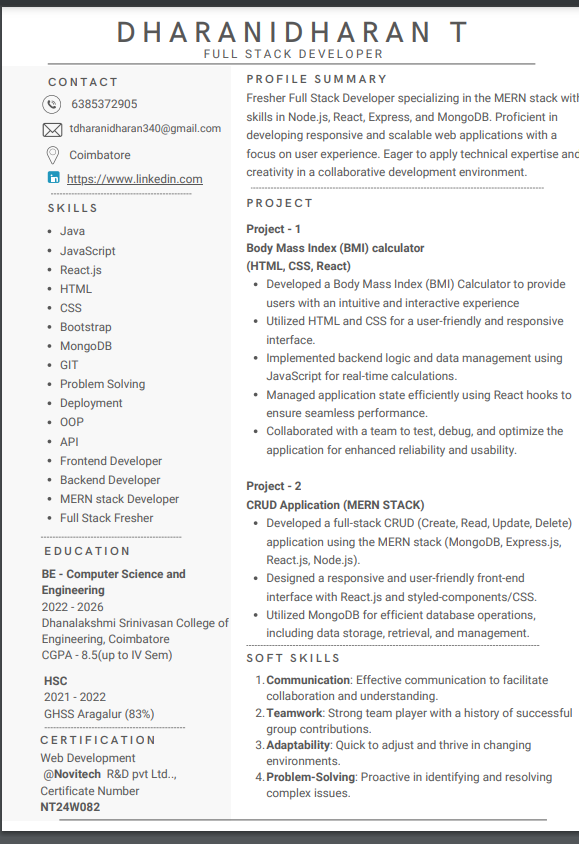 DHARANIDHARAN T
FULL STACK DEVELOPER
CONTACT
6385372905
tdharanidharan340@gmail.com
Coimbatore
https://www.linkedin.com
SKILLS
• Java
• JavaScript
• React.js
• HTML
• CSS
• Bootstrap
• MongoDB
• GIT
• Problem Solving
• Deployment
• OOP
• API
• Frontend Developer
• Backend Developer
• MERN stack Developer
• Full Stack Fresher
EDUCATION
BE - Computer Science and
Engineering
2022 - 2026
Dhanalakshmi Srinivasan College of
Engineering, Coimbatore
CGPA - 8.5(up to IV Sem)
HSC
2021 - 2022
GHSS Aragalur (83%)
CERTIFICATION
Web Development
@Novitech R&D pvt Ltd..,
Certificate Number
NT24W082
PROFILE SUMMARY
Fresher Full Stack Developer specializing in the MERN stack with
skills in Node.js, React, Express, and MongoDB. Proficient in
developing responsive and scalable web applications with a
focus on user experience. Eager to apply technical expertise and
creativity in a collaborative development environment.
PROJECT
Project - 1
Body Mass Index (BMI) calculator
(HTML, CSS, React)
• Developed a Body Mass Index (BMI) Calculator to provide
users with an intuitive and interactive experience
• Utilized HTML and CSS for a user-friendly and responsive
interface.
• Implemented backend logic and data management using
JavaScript for real-time calculations.
• Managed application state efficiently using React hooks to
ensure seamless performance.
• Collaborated with a team to test, debug, and optimize the
application for enhanced reliability and usability.
Project - 2
CRUD Application (MERN STACK)
• Developed a full-stack CRUD (Create, Read, Update, Delete)
application using the MERN stack (MongoDB, Express.js,
React.js, Node.js).
• Designed a responsive and user-friendly front-end
interface with React.js and styled-components/CSS.
• Utilized MongoDB for efficient database operations,
including data storage, retrieval, and management.
SOFT SKILLS
1. Communication: Effective communication to facilitate
collaboration and understanding.
2. Teamwork: Strong team player with a history of successful
group contributions.
3. Adaptability: Quick to adjust and thrive in changing
environments.
4. Problem-Solving: Proactive in identifying and resolving
complex issues.